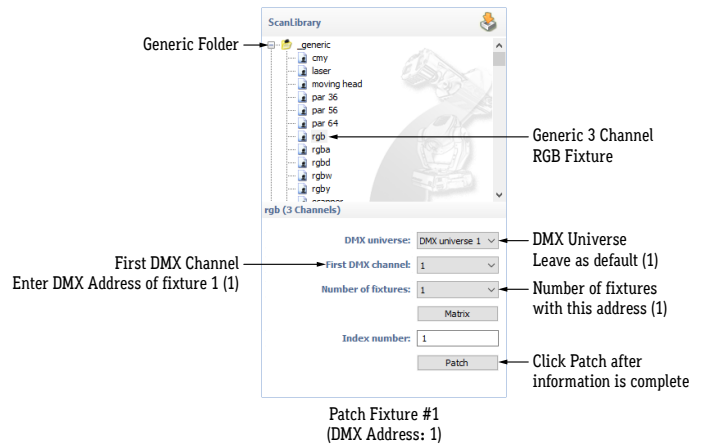 ScanLibrary
Generic Folder
_generic
cmy
laser
moving head
par 36
par 56
par 64
rgb
Generic 3 Channel
RGB Fixture
rgba
rgbd
rgbw
rgby
scanner
rgb (3 Channels)
DMX universe: DMX universe 1
DMX Universe
Leave as default (1)
First DMX Channel
Enter DMX Address of fixture 1 (1)
First DMX channel: 1
Number of fixtures: 1
Number of fixtures
with this address (1)
Matrix
Index number: 1
Patch
Click Patch after
information is complete
Patch Fixture #1
(DMX Address: 1)